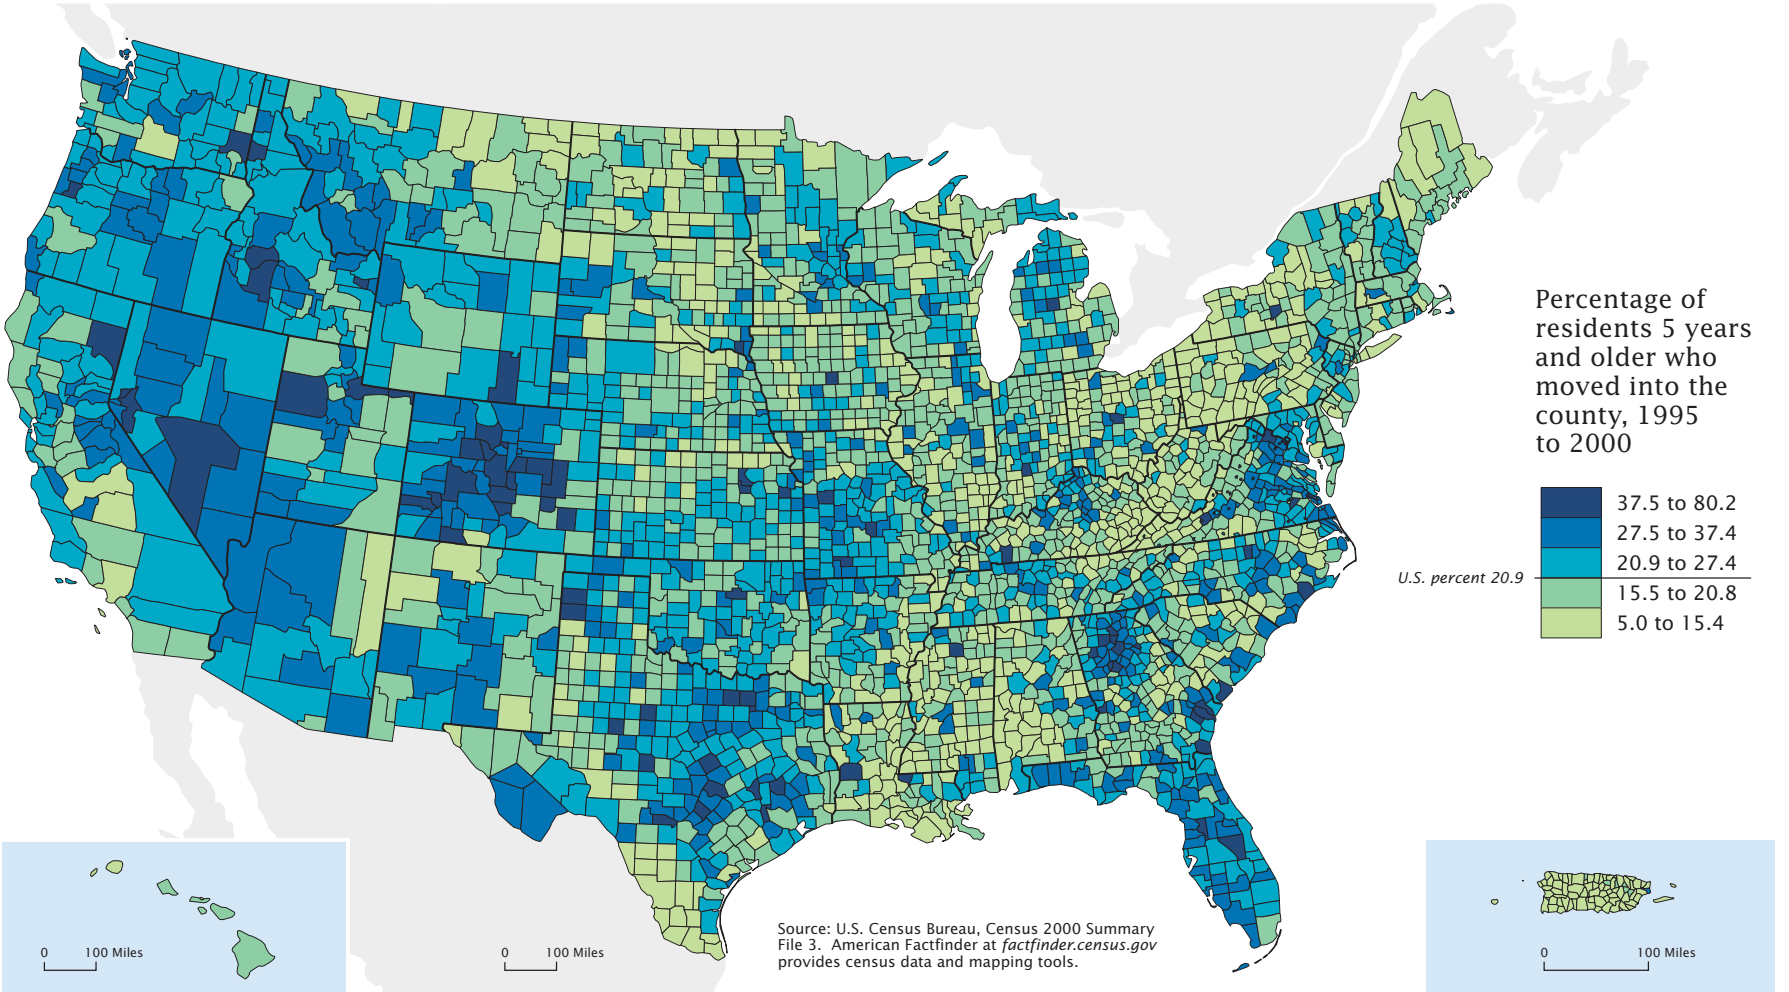 Percentage of
residents 5 years
and older who
moved into the
county, 1995
to 2000
37.5 to 80.2
27.5 to 37.4
20.9 to 27.4
U.S. percent 20.9
15.5 to 20.8
5.0 to 15.4
0 100 Miles
0 100 Miles
Source: U.S. Census Bureau, Census 2000 Summary
File 3. American Factfinder at factfinder.census.gov
provides census data and mapping tools.
0 100 Miles